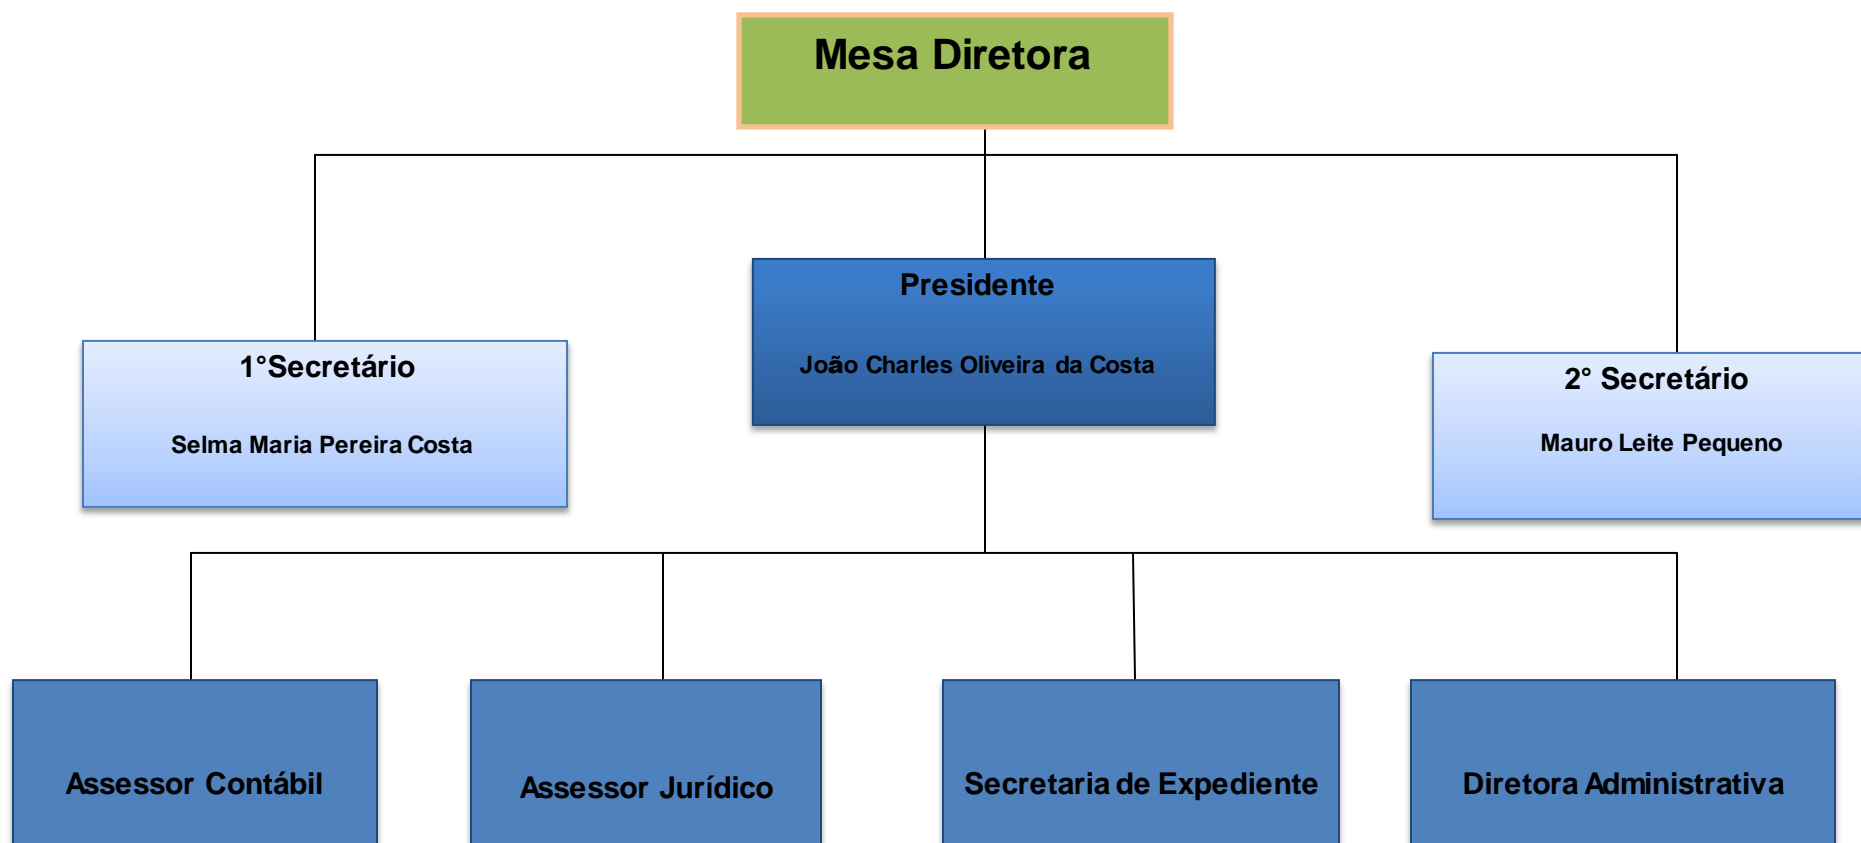 Mesa Diretora
Presidente
João Charles Oliveira da Costa
1°Secretário
Selma Maria Pereira Costa
2° Secretário
Mauro Leite Pequeno
Assessor Contábil
Assessor Jurídico
Secretaria de Expediente
Diretora Administrativa